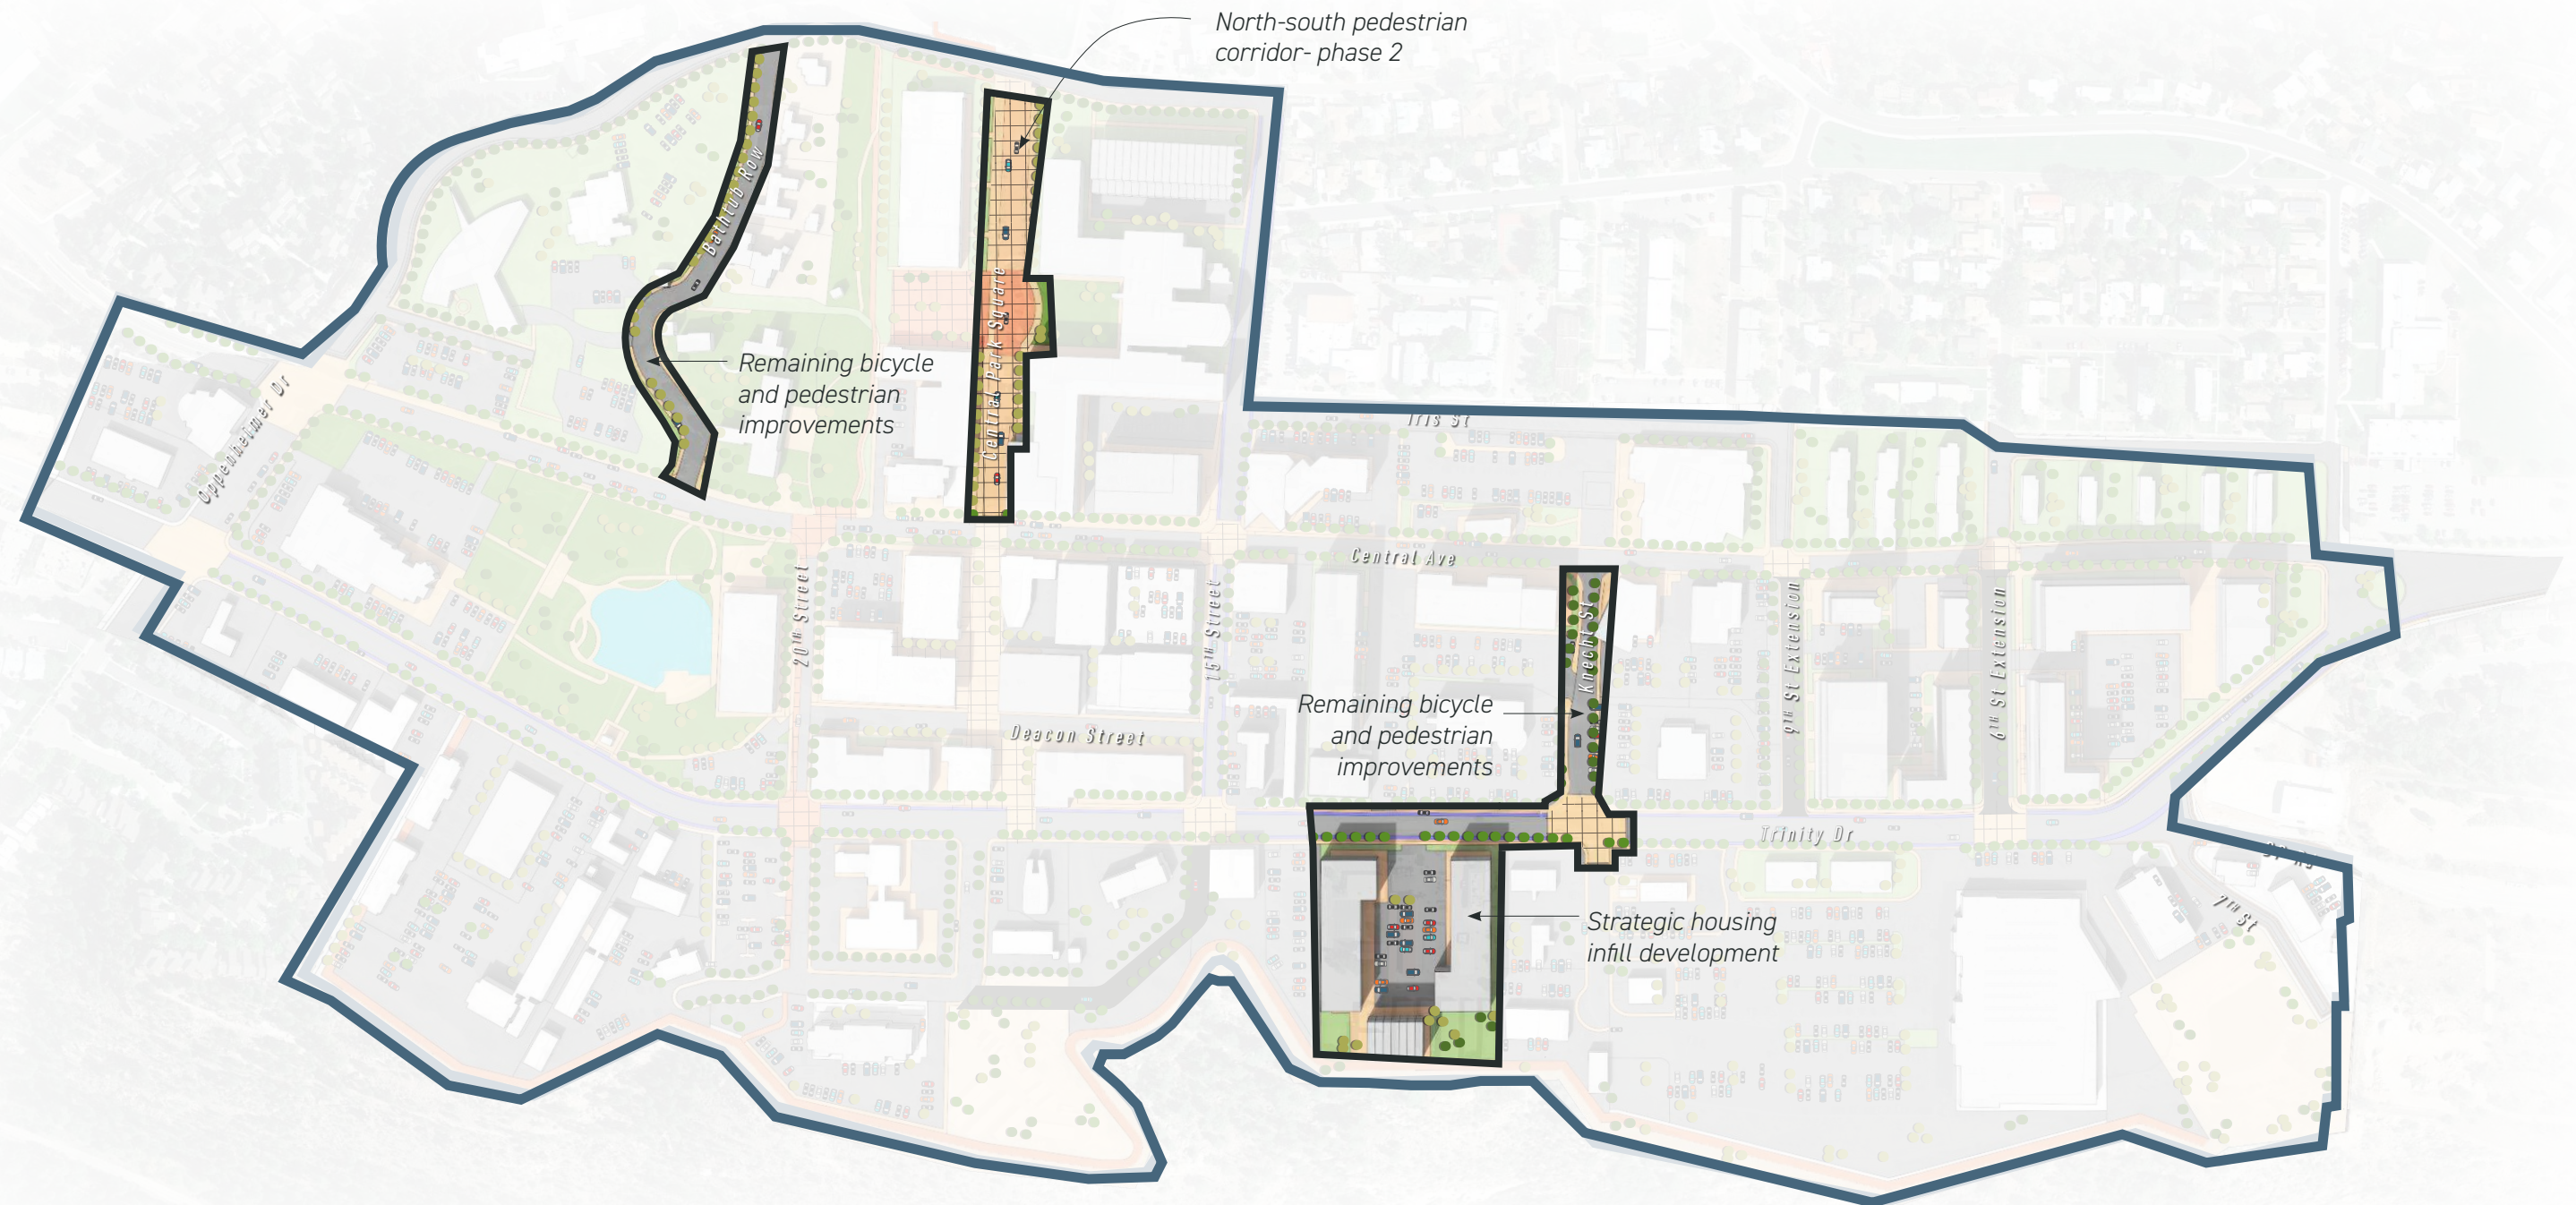 North-south pedestrian
corridor- phase 2
Bathtub Row
Central Park Square
Remaining bicycle
and pedestrian
improvements
Oppenheimer Dr
Iris St
Central Ave
20TH Street
15TH Street
Knecht St
9TH St Extension
6TH St Extension
Remaining bicycle
and pedestrian
improvements
Deacon Street
Trinity Dr
7TH St
Strategic housing
infill development